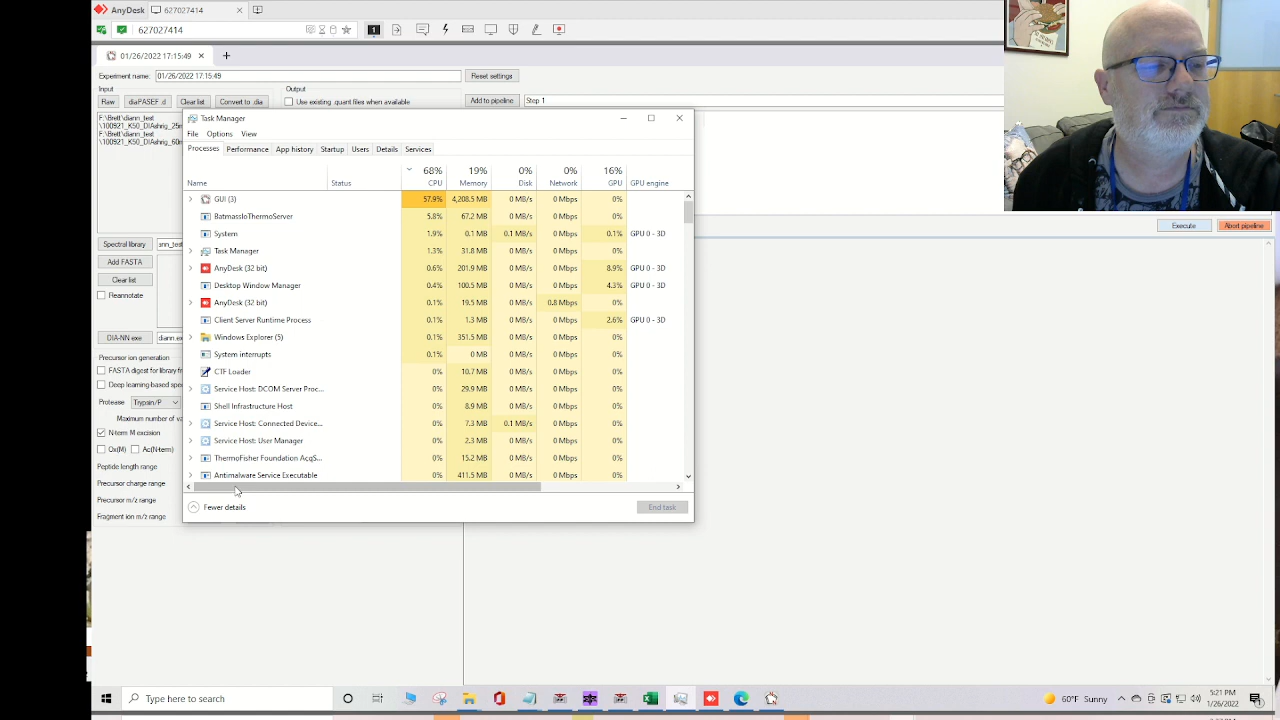 AnyDesk 627027414
627027414
1
01/26/2022 17:15:49
Experiment name: 01/26/2022 17:15:49 Reset settings
Input Output
Raw diaPASEF .d Clear list Convert to .dia Use existing .quant files when available Add to pipeline Step 1
F:\Brett\diann_test
\100921_K50_DIAshrig_25m
F:\Brett\diann_test
\100921_K50_DIAshrig_60m
Task Manager
File Options View
Processes Performance App history Startup Users Details Services
68% 19% 0% 0% 16%
Name Status CPU Memory Disk Network GPU GPU engine
GUI (3) 57.9% 4,208.5 MB 0 MB/s 0 Mbps 0%
BatmassIoThermoServer 5.8% 67.2 MB 0 MB/s 0 Mbps 0%
System 1.9% 0.1 MB 0.1 MB/s 0 Mbps 0.1% GPU 0 - 3D
Task Manager 1.3% 31.8 MB 0 MB/s 0 Mbps 0%
AnyDesk (32 bit) 0.6% 201.9 MB 0 MB/s 0 Mbps 8.9% GPU 0 - 3D
Desktop Window Manager 0.4% 100.5 MB 0 MB/s 0 Mbps 4.3% GPU 0 - 3D
AnyDesk (32 bit) 0.1% 19.5 MB 0 MB/s 0.8 Mbps 0%
Client Server Runtime Process 0.1% 1.3 MB 0 MB/s 0 Mbps 2.6% GPU 0 - 3D
Windows Explorer (5) 0.1% 351.5 MB 0 MB/s 0 Mbps 0%
System interrupts 0.1% 0 MB 0 MB/s 0 Mbps 0%
CTF Loader 0% 10.7 MB 0 MB/s 0 Mbps 0%
Service Host: DCOM Server Proc... 0% 29.9 MB 0 MB/s 0 Mbps 0%
Shell Infrastructure Host 0% 8.9 MB 0 MB/s 0 Mbps 0%
Service Host: Connected Device... 0% 7.3 MB 0.1 MB/s 0 Mbps 0%
Service Host: User Manager 0% 2.3 MB 0 MB/s 0 Mbps 0%
ThermoFisher Foundation AcqS... 0% 15.2 MB 0 MB/s 0 Mbps 0%
Antimalware Service Executable 0% 411.5 MB 0 MB/s 0 Mbps 0%
Fewer details End task
Execute Abort pipeline
Spectral library ann_test
Add FASTA
Clear list
Reannotate
DIA-NN exe diann.ex
Precursor ion generation
FASTA digest for library fr
Deep learning-based spe
Protease Trypsin/P
Maximum number of va
N-term M excision
Ox(M) Ac(N-term)
Peptide length range
Precursor charge range
Precursor m/z range
Fragment ion m/z range
Type here to search
60°F Sunny
5:21 PM
1/26/2022